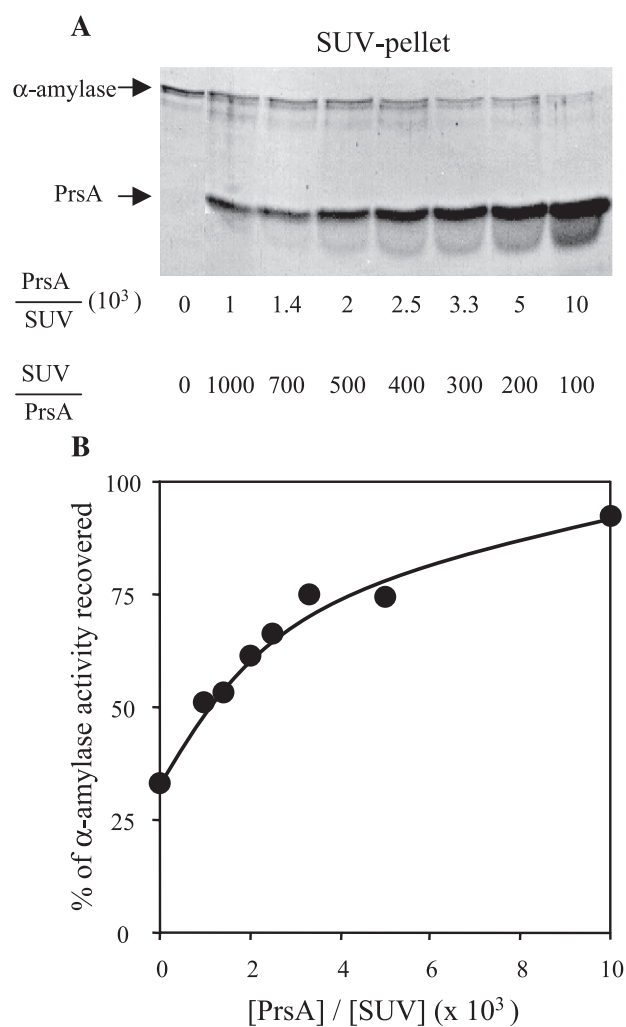 A
SUV-pellet
α-amylase
PrsA
PrsA
SUV
(10³)
0 1 1.4 2 2.5 3.3 5 10
SUV
PrsA
0 1000 700 500 400 300 200 100
B
% of α-amylase activity recovered
100
75
50
25
0
0 2 4 6 8 10
[PrsA] / [SUV] (x 10³)